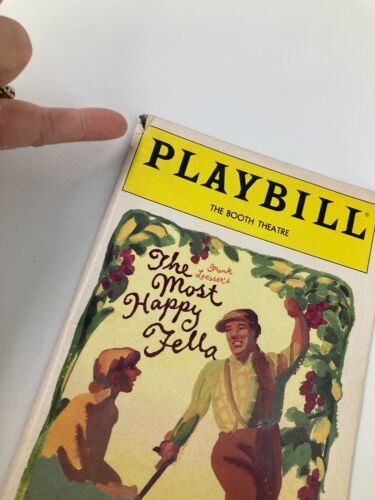 PLAYBILL®
THE BOOTH THEATRE
Frank
Loesser's
The
Most
Happy
Fella